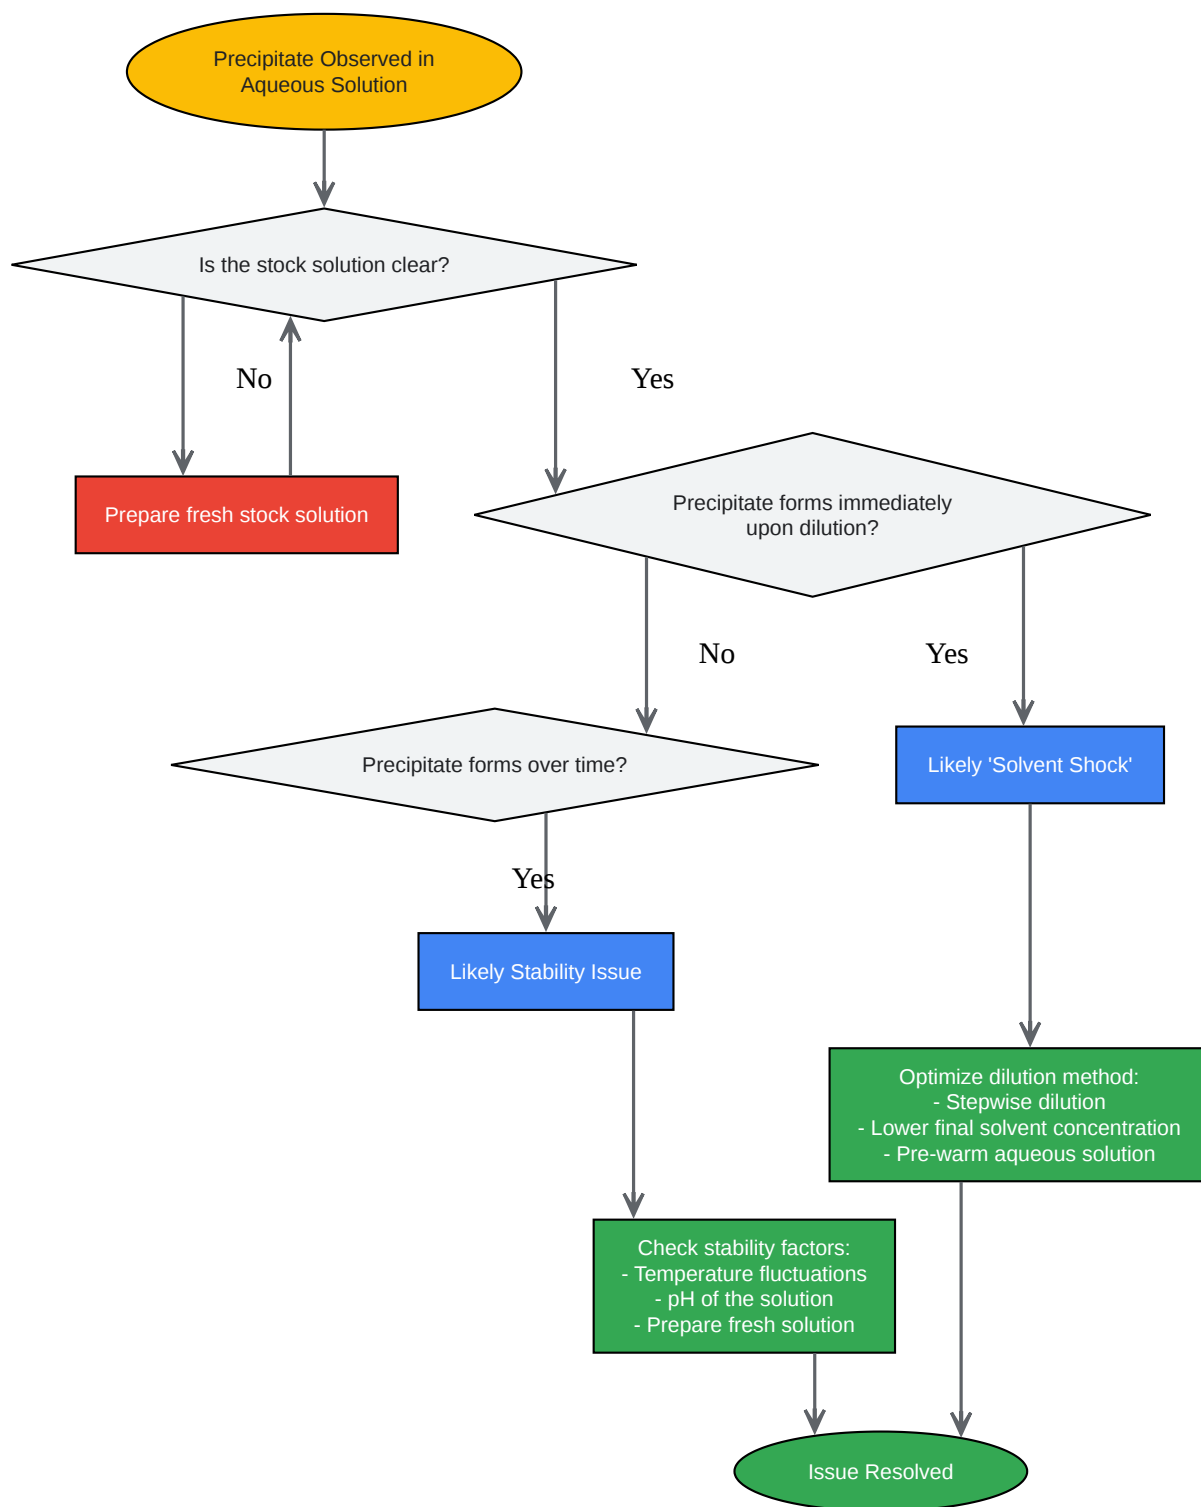 Precipitate Observed in
Aqueous Solution
Is the stock solution clear?
No
Yes
Prepare fresh stock solution
Precipitate forms immediately
upon dilution?
No
Yes
Precipitate forms over time?
Likely 'Solvent Shock'
Yes
Likely Stability Issue
Optimize dilution method:
- Stepwise dilution
- Lower final solvent concentration
- Pre-warm aqueous solution
Check stability factors:
- Temperature fluctuations
- pH of the solution
- Prepare fresh solution
Issue Resolved